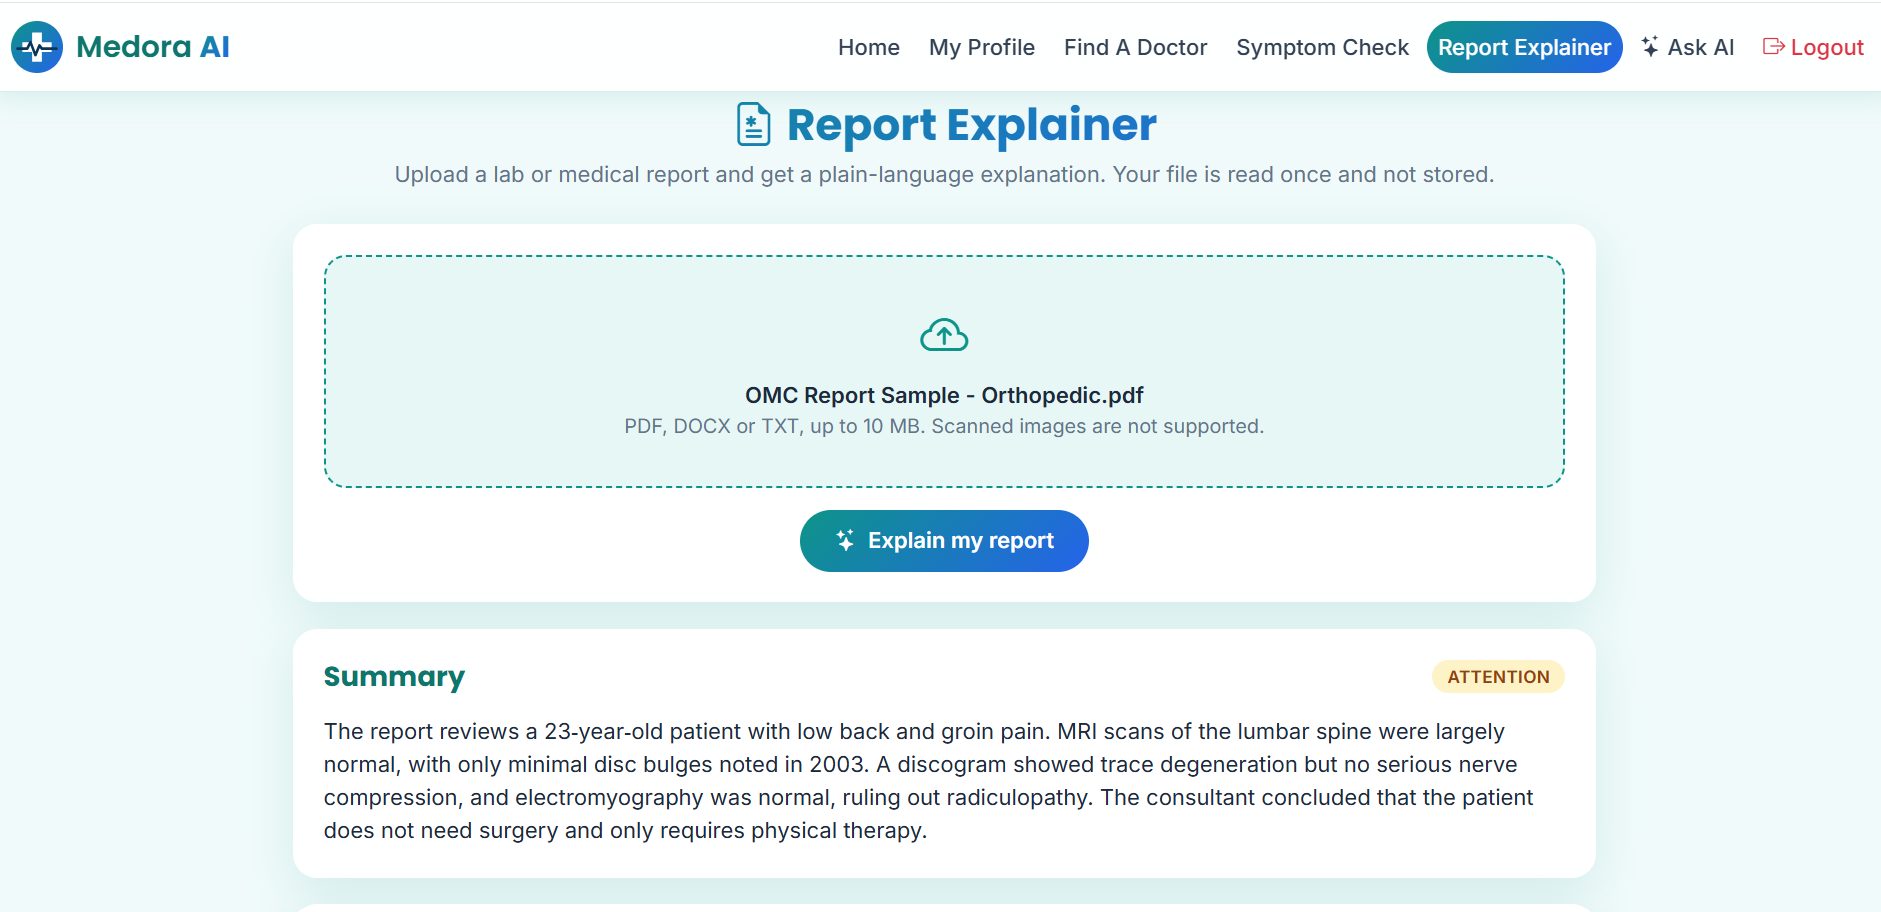 Medora AI
Home My Profile Find A Doctor Symptom Check Report Explainer Ask AI Logout
Report Explainer
Upload a lab or medical report and get a plain-language explanation. Your file is read once and not stored.
OMC Report Sample - Orthopedic.pdf
PDF, DOCX or TXT, up to 10 MB. Scanned images are not supported.
Explain my report
Summary
ATTENTION
The report reviews a 23-year-old patient with low back and groin pain. MRI scans of the lumbar spine were largely
normal, with only minimal disc bulges noted in 2003. A discogram showed trace degeneration but no serious nerve
compression, and electromyography was normal, ruling out radiculopathy. The consultant concluded that the patient
does not need surgery and only requires physical therapy.